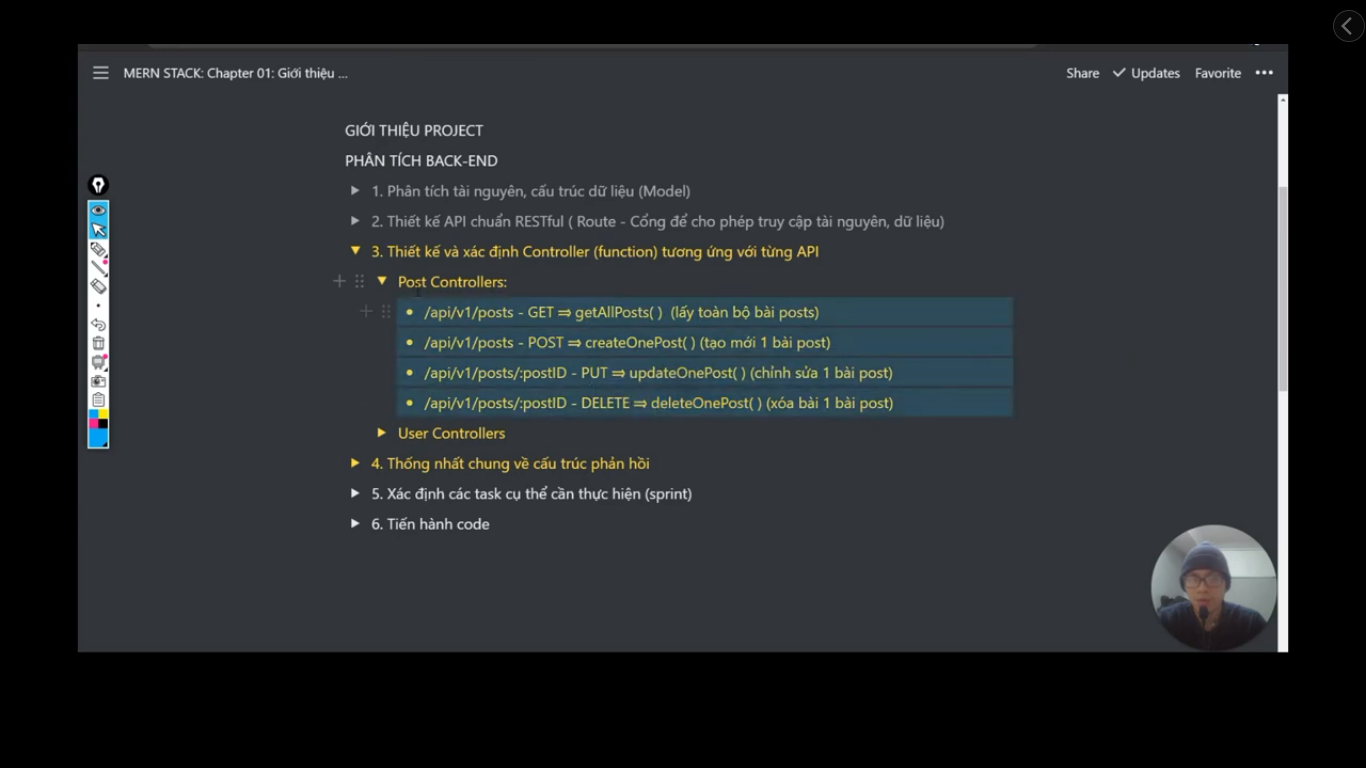 MERN STACK: Chapter 01: Giới thiệu ...
Share Updates Favorite
GIỚI THIỆU PROJECT
PHÂN TÍCH BACK-END
1. Phân tích tài nguyên, cấu trúc dữ liệu (Model)
2. Thiết kế API chuẩn RESTful ( Route - Cổng để cho phép truy cập tài nguyên, dữ liệu)
3. Thiết kế và xác định Controller (function) tương ứng với từng API
Post Controllers:
• /api/v1/posts - GET ⇒ getAllPosts( ) (lấy toàn bộ bài posts)
• /api/v1/posts - POST ⇒ createOnePost( ) (tạo mới 1 bài post)
• /api/v1/posts/:postID - PUT ⇒ updateOnePost( ) (chỉnh sửa 1 bài post)
• /api/v1/posts/:postID - DELETE ⇒ deleteOnePost( ) (xóa bài 1 bài post)
User Controllers
4. Thống nhất chung về cấu trúc phản hồi
5. Xác định các task cụ thể cần thực hiện (sprint)
6. Tiến hành code